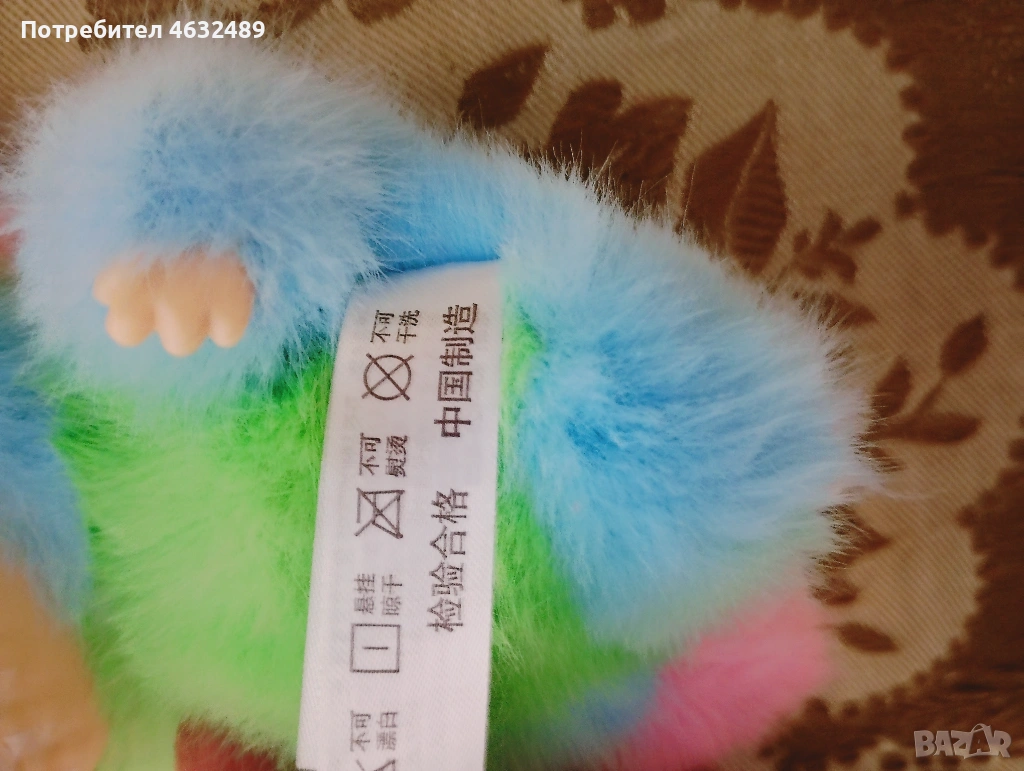 Потребител 4632489
不可
漂白
悬挂
晾干
不可
熨烫
不可
干洗
检验合格 中国制造
BAZAR